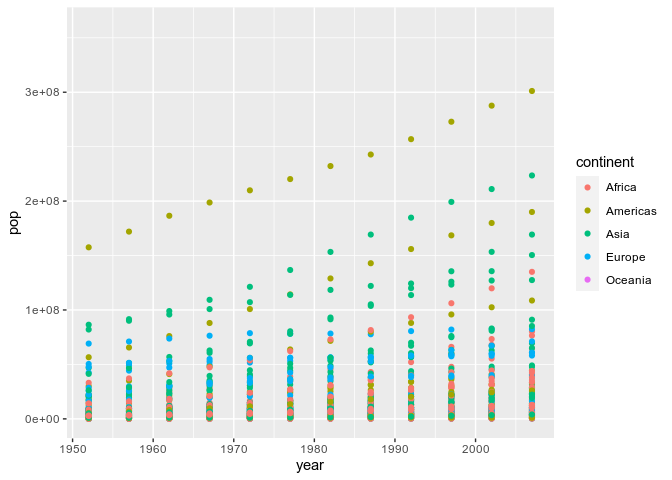 3e+08
2e+08
1e+08
0e+00
pop
1950
1960
1970
1980
1990
2000
year
continent
Africa
Americas
Asia
Europe
Oceania